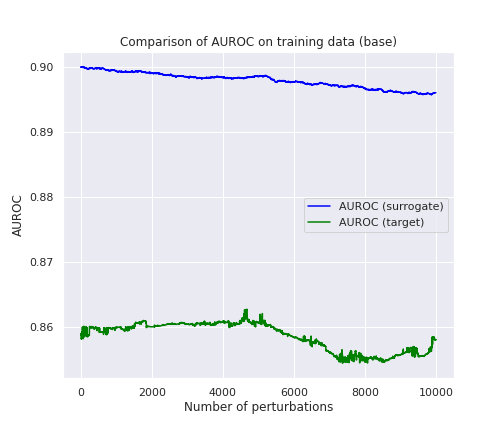 Comparison of AUROC on training data (base)
0.90
0.89
0.88
0.87
0.86
AUROC
AUROC (surrogate)
AUROC (target)
0 2000 4000 6000 8000 10000
Number of perturbations